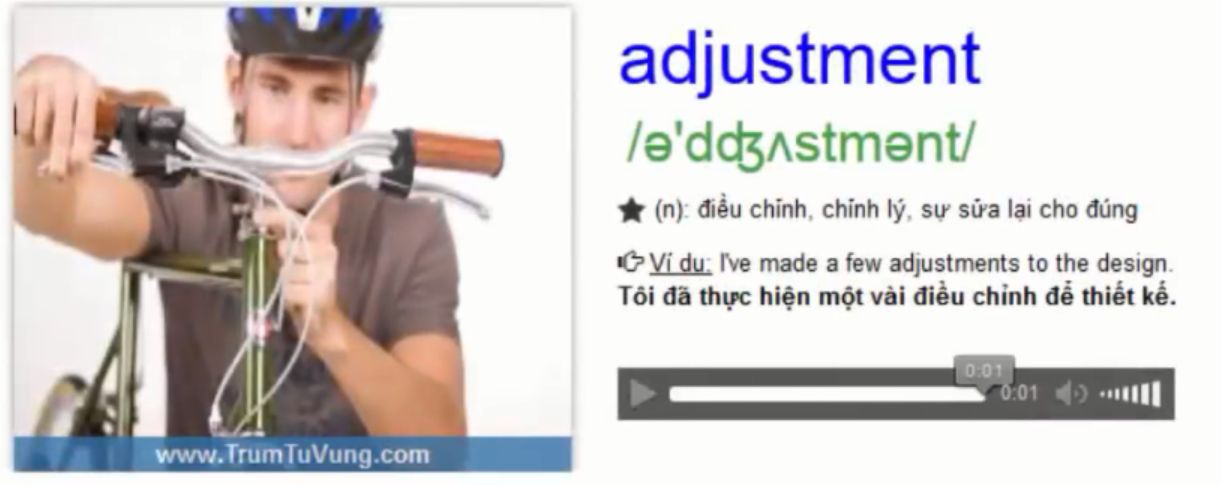 adjustment
/ə'dʤʌstmənt/
★ (n): điều chỉnh, chỉnh lý, sự sửa lại cho đúng
Ví du: I've made a few adjustments to the design.
Tôi đã thực hiện một vài điều chỉnh để thiết kế.
0:01
0:01
www.TrumTuVung.com